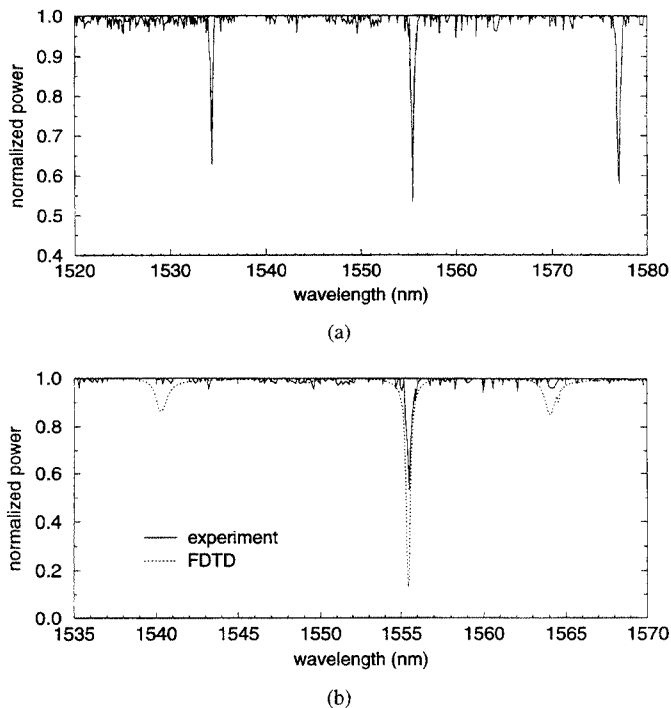 1.0
0.9
0.8
0.7
0.6
0.5
0.4
normalized power
1520 1530 1540 1550 1560 1570 1580
wavelength (nm)
(a)
1.0
0.8
0.6
0.4
0.2
0.0
normalized power
experiment
FDTD
1535 1540 1545 1550 1555 1560 1565 1570
wavelength (nm)
(b)